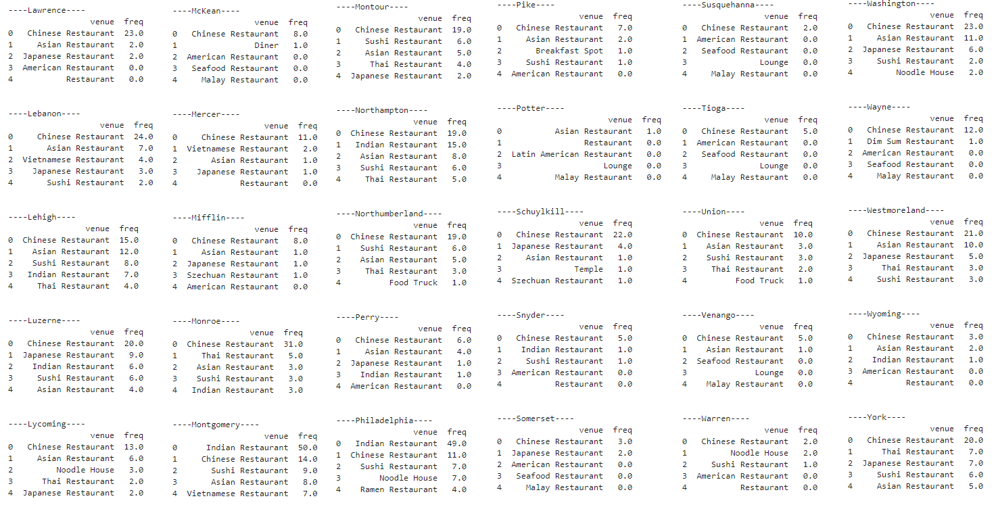 ----Lawrence----
venue freq
0 Chinese Restaurant 23.0
1 Asian Restaurant 2.0
2 Japanese Restaurant 2.0
3 American Restaurant 0.0
4 Restaurant 0.0
----Lebanon----
venue freq
0 Chinese Restaurant 24.0
1 Asian Restaurant 7.0
2 Vietnamese Restaurant 4.0
3 Japanese Restaurant 3.0
4 Sushi Restaurant 2.0
----Lehigh----
venue freq
0 Chinese Restaurant 15.0
1 Asian Restaurant 12.0
2 Sushi Restaurant 8.0
3 Indian Restaurant 7.0
4 Thai Restaurant 4.0
----Luzerne----
venue freq
0 Chinese Restaurant 20.0
1 Japanese Restaurant 9.0
2 Indian Restaurant 6.0
3 Sushi Restaurant 6.0
4 Asian Restaurant 4.0
----Lycoming----
venue freq
0 Chinese Restaurant 13.0
1 Asian Restaurant 6.0
2 Noodle House 3.0
3 Thai Restaurant 2.0
4 Japanese Restaurant 2.0
----McKean----
venue freq
0 Chinese Restaurant 8.0
1 Diner 1.0
2 American Restaurant 0.0
3 Seafood Restaurant 0.0
4 Malay Restaurant 0.0
----Mercer----
venue freq
0 Chinese Restaurant 11.0
1 Vietnamese Restaurant 2.0
2 Asian Restaurant 1.0
3 Japanese Restaurant 1.0
4 Restaurant 0.0
----Mifflin----
venue freq
0 Chinese Restaurant 8.0
1 Asian Restaurant 1.0
2 Japanese Restaurant 1.0
3 Szechuan Restaurant 1.0
4 American Restaurant 0.0
----Monroe----
venue freq
0 Chinese Restaurant 31.0
1 Thai Restaurant 5.0
2 Asian Restaurant 3.0
3 Sushi Restaurant 3.0
4 Indian Restaurant 3.0
----Montgomery----
venue freq
0 Indian Restaurant 50.0
1 Chinese Restaurant 14.0
2 Sushi Restaurant 9.0
3 Asian Restaurant 8.0
4 Vietnamese Restaurant 7.0
----Montour----
venue freq
0 Chinese Restaurant 19.0
1 Sushi Restaurant 6.0
2 Asian Restaurant 5.0
3 Thai Restaurant 4.0
4 Japanese Restaurant 2.0
----Northampton----
venue freq
0 Chinese Restaurant 19.0
1 Indian Restaurant 15.0
2 Asian Restaurant 8.0
3 Sushi Restaurant 6.0
4 Thai Restaurant 5.0
----Northumberland----
venue freq
0 Chinese Restaurant 19.0
1 Sushi Restaurant 6.0
2 Asian Restaurant 5.0
3 Thai Restaurant 3.0
4 Food Truck 1.0
----Perry----
venue freq
0 Chinese Restaurant 6.0
1 Asian Restaurant 4.0
2 Japanese Restaurant 1.0
3 Indian Restaurant 1.0
4 American Restaurant 0.0
----Philadelphia----
venue freq
0 Indian Restaurant 49.0
1 Chinese Restaurant 11.0
2 Sushi Restaurant 7.0
3 Noodle House 7.0
4 Ramen Restaurant 4.0
----Pike----
venue freq
0 Chinese Restaurant 7.0
1 Asian Restaurant 2.0
2 Breakfast Spot 1.0
3 Sushi Restaurant 1.0
4 American Restaurant 0.0
----Potter----
venue freq
0 Asian Restaurant 1.0
1 Restaurant 0.0
2 Latin American Restaurant 0.0
3 Lounge 0.0
4 Malay Restaurant 0.0
----Schuylkill----
venue freq
0 Chinese Restaurant 22.0
1 Japanese Restaurant 4.0
2 Asian Restaurant 1.0
3 Temple 1.0
4 Szechuan Restaurant 1.0
----Snyder----
venue freq
0 Chinese Restaurant 5.0
1 Indian Restaurant 1.0
2 Sushi Restaurant 1.0
3 American Restaurant 0.0
4 Restaurant 0.0
----Somerset----
venue freq
0 Chinese Restaurant 3.0
1 Japanese Restaurant 2.0
2 American Restaurant 0.0
3 Seafood Restaurant 0.0
4 Malay Restaurant 0.0
----Susquehanna----
venue freq
0 Chinese Restaurant 2.0
1 American Restaurant 0.0
2 Seafood Restaurant 0.0
3 Lounge 0.0
4 Malay Restaurant 0.0
----Tioga----
venue freq
0 Chinese Restaurant 5.0
1 American Restaurant 0.0
2 Seafood Restaurant 0.0
3 Lounge 0.0
4 Malay Restaurant 0.0
----Union----
venue freq
0 Chinese Restaurant 10.0
1 Asian Restaurant 3.0
2 Sushi Restaurant 3.0
3 Thai Restaurant 2.0
4 Food Truck 1.0
----Venango----
venue freq
0 Chinese Restaurant 5.0
1 Asian Restaurant 1.0
2 Seafood Restaurant 0.0
3 Lounge 0.0
4 Malay Restaurant 0.0
----Warren----
venue freq
0 Chinese Restaurant 2.0
1 Noodle House 2.0
2 Sushi Restaurant 1.0
3 American Restaurant 0.0
4 Restaurant 0.0
----Washington----
venue freq
0 Chinese Restaurant 23.0
1 Asian Restaurant 11.0
2 Japanese Restaurant 6.0
3 Sushi Restaurant 2.0
4 Noodle House 2.0
----Wayne----
venue freq
0 Chinese Restaurant 12.0
1 Dim Sum Restaurant 1.0
2 American Restaurant 0.0
3 Seafood Restaurant 0.0
4 Malay Restaurant 0.0
----Westmoreland----
venue freq
0 Chinese Restaurant 21.0
1 Asian Restaurant 10.0
2 Japanese Restaurant 5.0
3 Thai Restaurant 3.0
4 Sushi Restaurant 3.0
----Wyoming----
venue freq
0 Chinese Restaurant 3.0
1 Asian Restaurant 2.0
2 Indian Restaurant 1.0
3 American Restaurant 0.0
4 Restaurant 0.0
----York----
venue freq
0 Chinese Restaurant 20.0
1 Thai Restaurant 7.0
2 Japanese Restaurant 7.0
3 Sushi Restaurant 6.0
4 Asian Restaurant 5.0